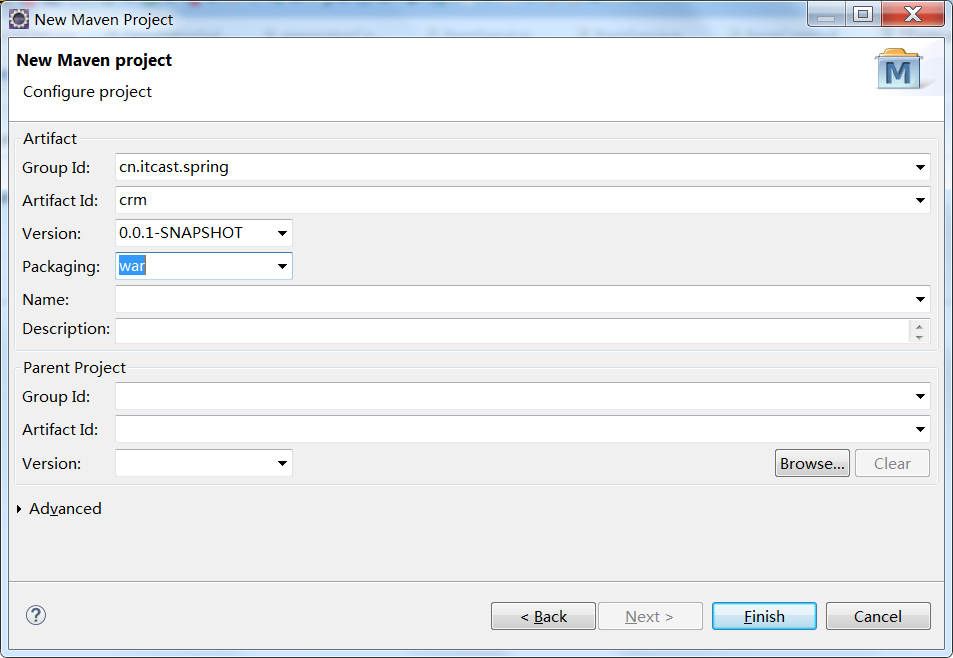 New Maven Project
New Maven project
Configure project
M
Artifact
Group Id: cn.itcast.spring
Artifact Id: crm
Version: 0.0.1-SNAPSHOT
Packaging: war
Name:
Description:
Parent Project
Group Id:
Artifact Id:
Version: Browse... Clear
Advanced
? < Back Next > Finish Cancel